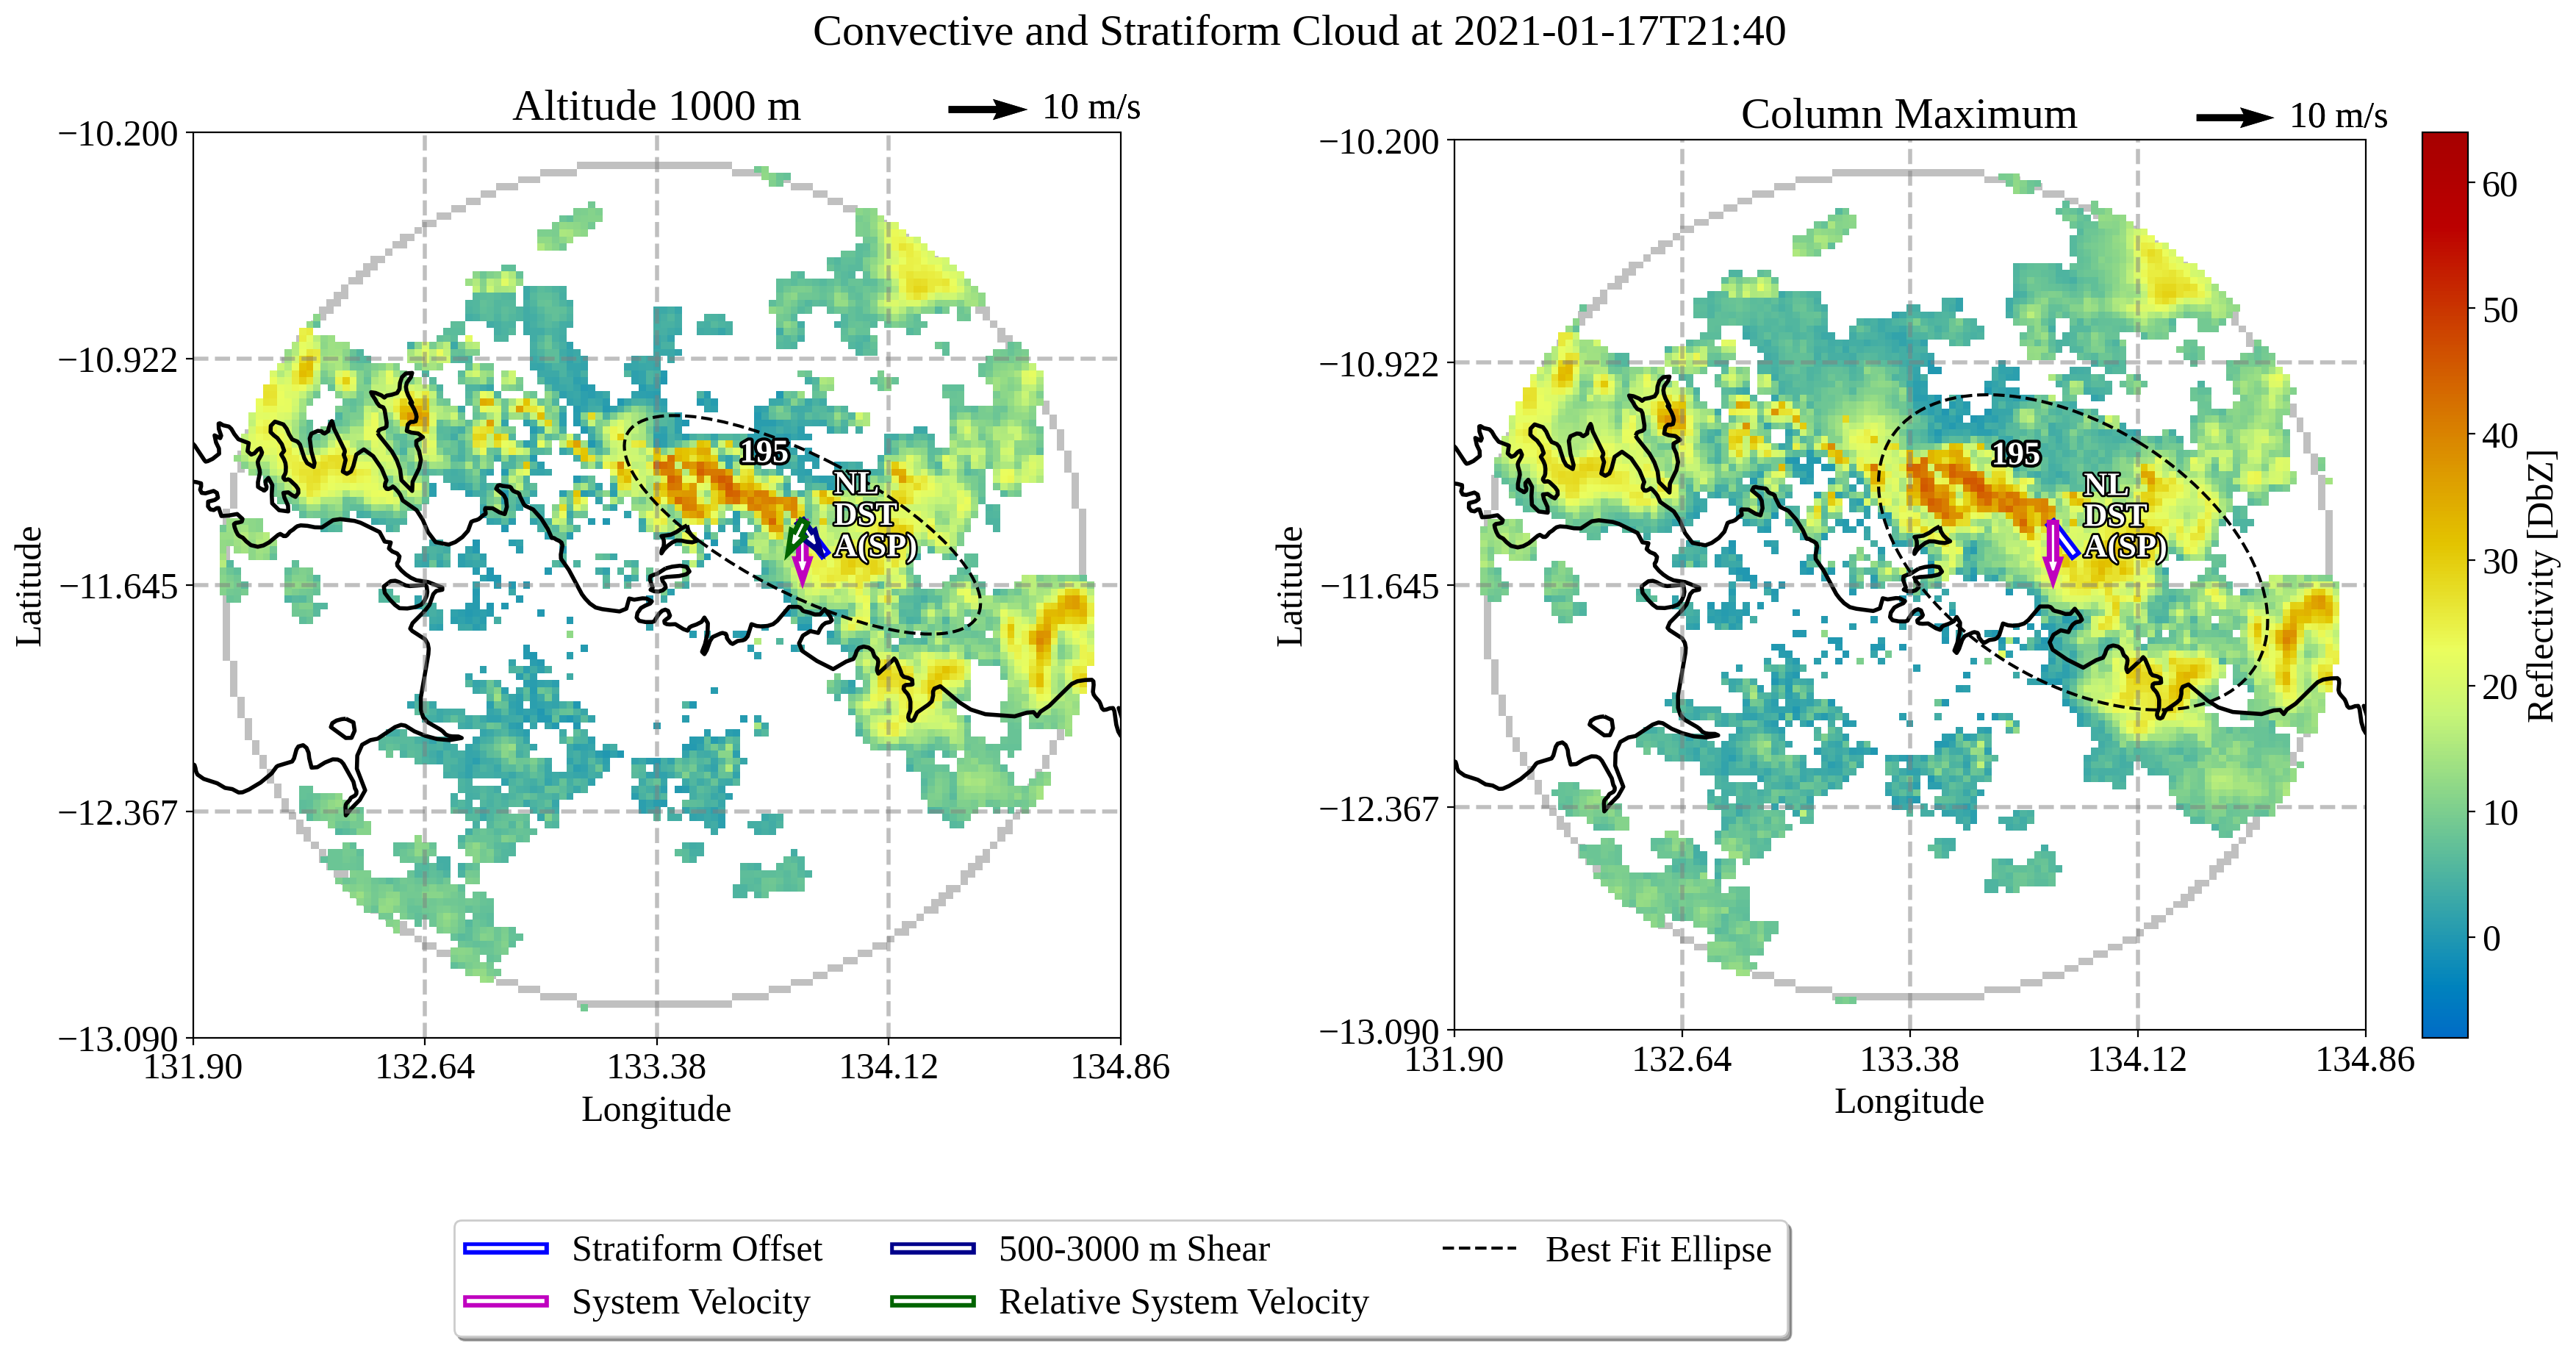 Convective and Stratiform Cloud at 2021-01-17T21:40
Altitude 1000 m
10 m/s
−10.200
−10.922
−11.645
−12.367
−13.090
131.90
132.64
133.38
134.12
134.86
Latitude
Longitude
195
NL
DST
A(SP)
Column Maximum
10 m/s
−10.200
−10.922
−11.645
−12.367
−13.090
131.90
132.64
133.38
134.12
134.86
Latitude
Longitude
195
NL
DST
A(SP)
60
50
40
30
20
10
0
Reflectivity [DbZ]
Stratiform Offset
System Velocity
500-3000 m Shear
Relative System Velocity
Best Fit Ellipse